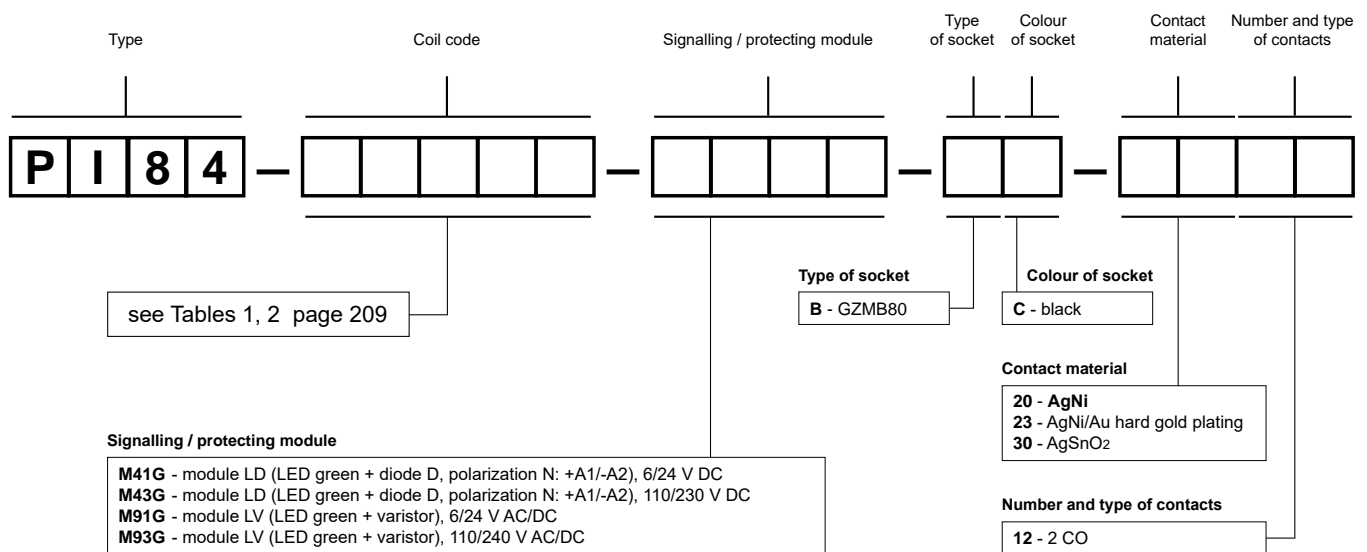 Type
Coil code
Signalling / protecting module
Type
of socket
Colour
of socket
Contact
material
Number and type
of contacts
P I 8 4 – – – –
see Tables 1, 2 page 209
Type of socket
B - GZMB80
Colour of socket
C - black
Contact material
20 - AgNi
23 - AgNi/Au hard gold plating
30 - AgSnO2
Signalling / protecting module
M41G - module LD (LED green + diode D, polarization N: +A1/-A2), 6/24 V DC
M43G - module LD (LED green + diode D, polarization N: +A1/-A2), 110/230 V DC
M91G - module LV (LED green + varistor), 6/24 V AC/DC
M93G - module LV (LED green + varistor), 110/240 V AC/DC
Number and type of contacts
12 - 2 CO